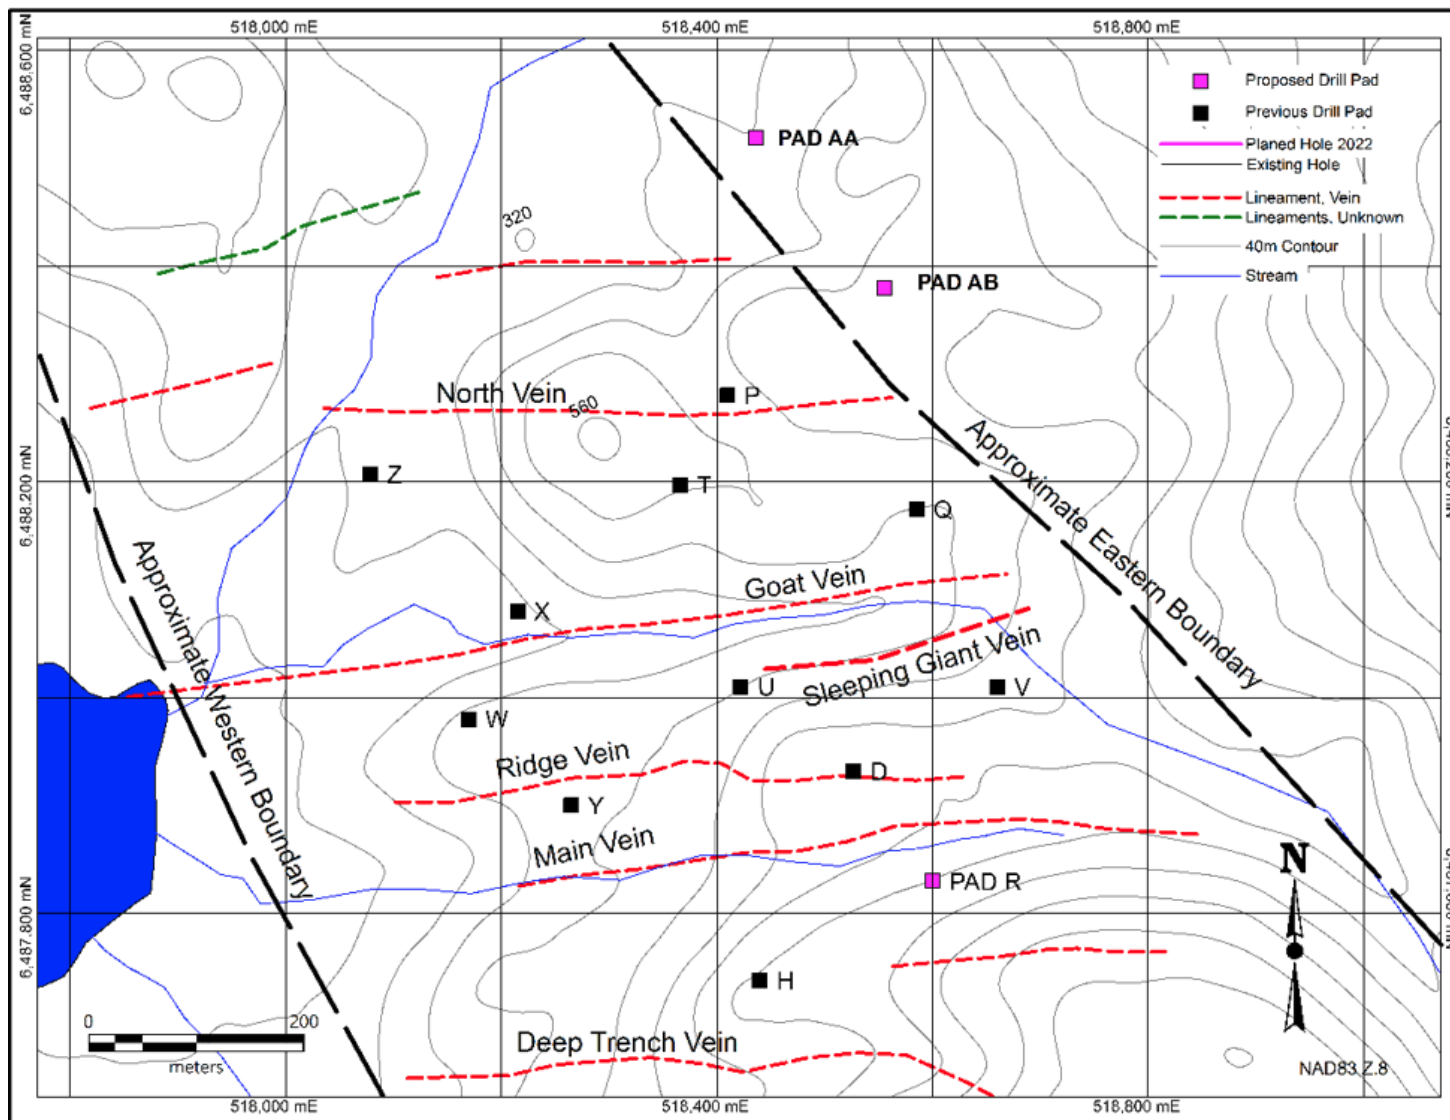 518,000 mE
518,400 mE
518,800 mE
6,488,600 mN
Proposed Drill Pad
Previous Drill Pad
Planed Hole 2022
Existing Hole
Lineament, Vein
Lineaments, Unknown
40m Contour
Stream
PAD AA
320
PAD AB
North Vein
P
560
6,488,200 mN
Z
T
Q
Approximate Eastern Boundary
Approximate Western Boundary
Goat Vein
X
Sleeping Giant Vein
U
V
W
Ridge Vein
D
Y
Main Vein
PAD R
N
6,487,800 mN
H
0 200
meters
Deep Trench Vein
NAD83 Z.8
518,000 mE
518,400 mE
518,800 mE